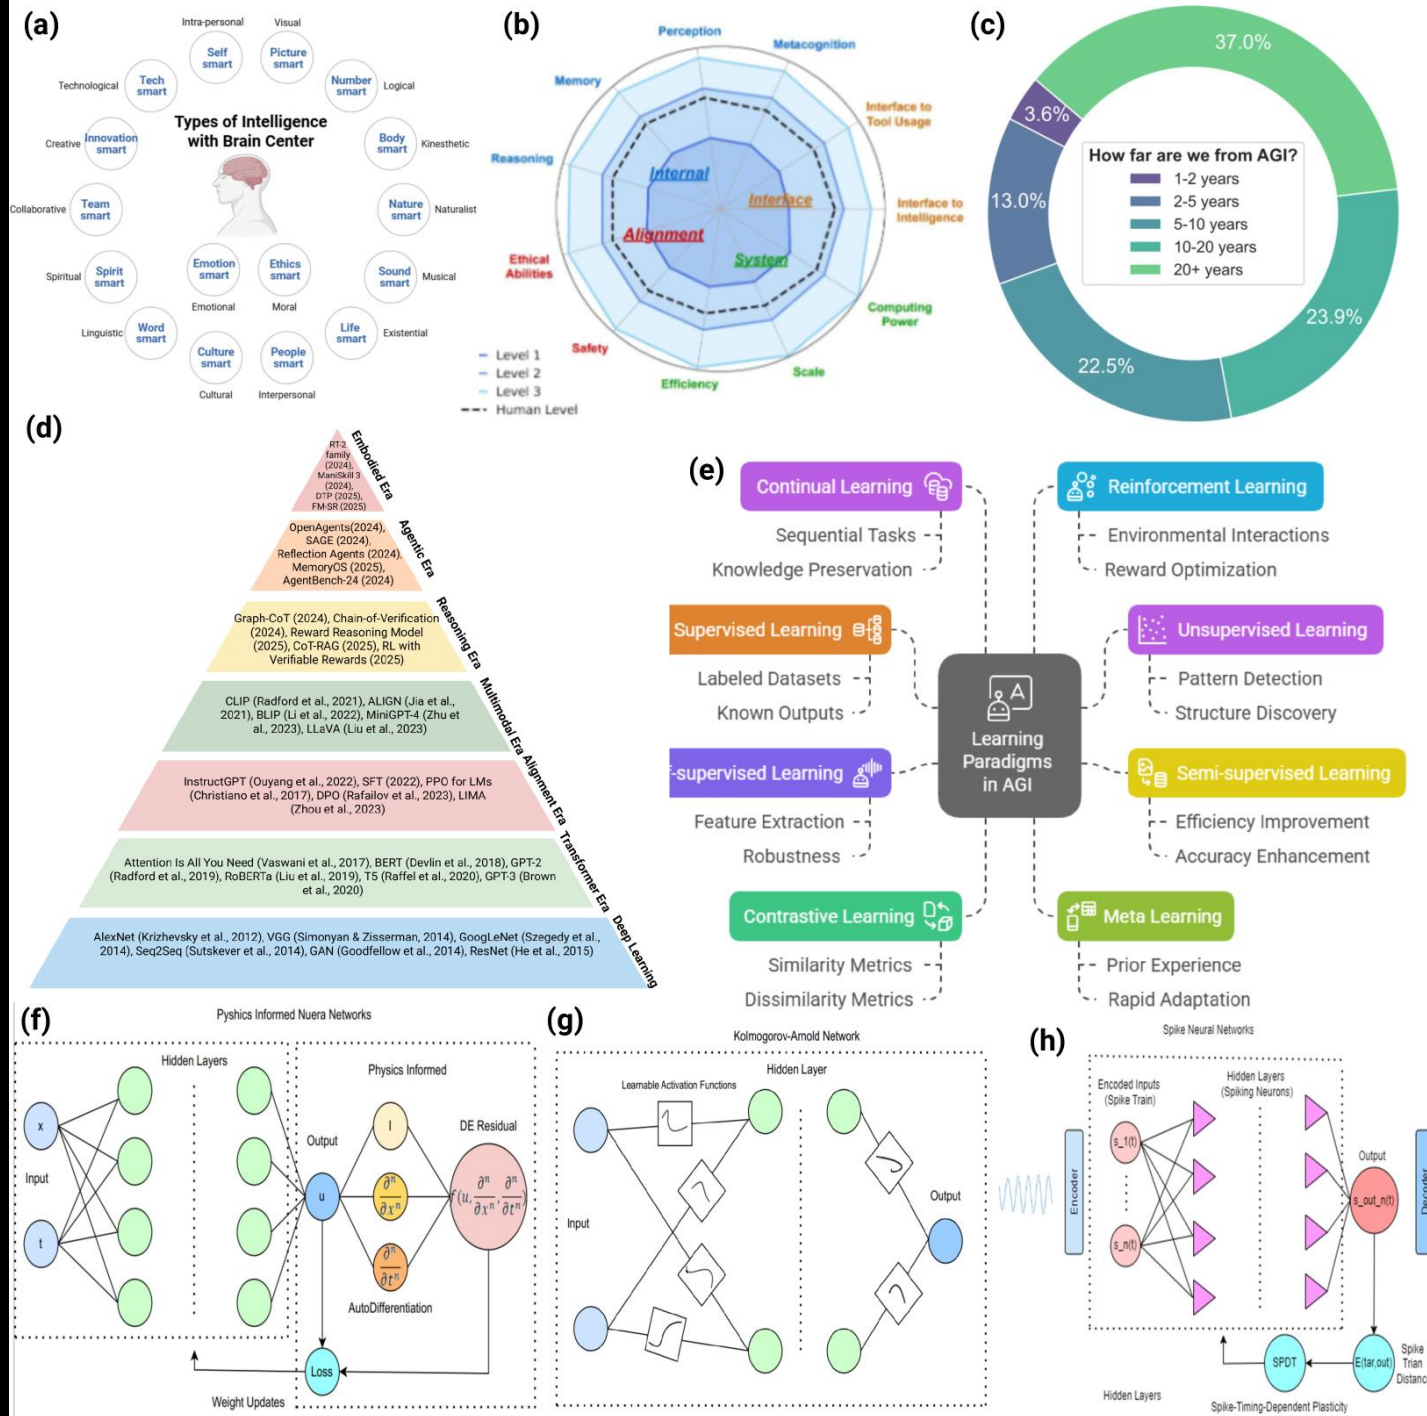 (a)
Intra-personal
Visual
Self
smart
Picture
smart
Technological
Tech
smart
Number
smart
Logical
Creative
Innovation
smart
Types of Intelligence
with Brain Center
Body
smart
Kinesthetic
Collaborative
Team
smart
Nature
smart
Naturalist
Spiritual
Spirit
smart
Emotion
smart
Emotional
Ethics
smart
Moral
Sound
smart
Musical
Linguistic
Word
smart
Life
smart
Existential
Culture
smart
Cultural
People
smart
Interpersonal
(b)
Perception
Metacognition
Memory
Interface to
Tool Usage
Reasoning
Internal
Interface
Interface to
Intelligence
Alignment
System
Ethical
Abilities
Computing
Power
Safety
Scale
Efficiency
Level 1
Level 2
Level 3
Human Level
(c)
37.0%
3.6%
13.0%
22.5%
23.9%
How far are we from AGI?
1-2 years
2-5 years
5-10 years
10-20 years
20+ years
(d)
RT-2
family
(2024),
ManiSkill 3
(2024),
DTP (2025),
FM-SR (2025)
Embodied Era
OpenAgents(2024),
SAGE (2024),
Reflection Agents (2024),
MemoryOS (2025),
AgentBench-24 (2024)
Agentic Era
Graph-CoT (2024), Chain-of-Verification
(2024), Reward Reasoning Model
(2025), CoT-RAG (2025), RL with
Verifiable Rewards (2025)
Reasoning Era
CLIP (Radford et al., 2021), ALIGN (Jia et al.,
2021), BLIP (Li et al., 2022), MiniGPT-4 (Zhu et
al., 2023), LLaVA (Liu et al., 2023)
Multimodal Era
InstructGPT (Ouyang et al., 2022), SFT (2022), PPO for LMs
(Christiano et al., 2017), DPO (Rafailov et al., 2023), LIMA
(Zhou et al., 2023)
Alignment Era
Attention Is All You Need (Vaswani et al., 2017), BERT (Devlin et al., 2018), GPT-2
(Radford et al., 2019), RoBERTa (Liu et al., 2019), T5 (Raffel et al., 2020), GPT-3 (Brown
et al., 2020)
Transformer Era
AlexNet (Krizhevsky et al., 2012), VGG (Simonyan & Zisserman, 2014), GoogLeNet (Szegedy et al.,
2014), Seq2Seq (Sutskever et al., 2014), GAN (Goodfellow et al., 2014), ResNet (He et al., 2015)
Deep Learning
(e)
Continual Learning
Sequential Tasks
Knowledge Preservation
Reinforcement Learning
Environmental Interactions
Reward Optimization
Supervised Learning
Labeled Datasets
Known Outputs
Unsupervised Learning
Pattern Detection
Structure Discovery
A
Learning
Paradigms
in AGI
f-supervised Learning
Feature Extraction
Robustness
Semi-supervised Learning
Efficiency Improvement
Accuracy Enhancement
Contrastive Learning
Similarity Metrics
Dissimilarity Metrics
Meta Learning
Prior Experience
Rapid Adaptation
(f)
Pyshics Informed Nuera Networks
Hidden Layers
Physics Informed
x
Input
t
Output
u
I
∂ⁿ/∂xⁿ
∂ⁿ/∂tⁿ
AutoDifferentiation
DE Residual
f(u, ∂ⁿ/∂xⁿ, ∂ⁿ/∂tⁿ)
Loss
Weight Updates
(g)
Kolmogorov-Arnold Network
Learnable Activation Functions
Hidden Layer
Input
Output
(h)
Spike Neural Networks
Encoded Inputs
(Spike Train)
Hidden Layers
(Spiking Neurons)
Encoder
s_1(t)
s_n(t)
Output
s_out_n(t)
Decoder
SPDT
E(tar,out)
Spike
Trian
Distance
Hidden Layers
Spike-Timing-Dependent Plasticity